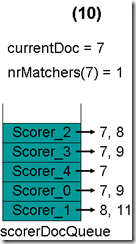 (10)
currentDoc = 7
nrMatchers(7) = 1
Scorer_2 7, 8
Scorer_3 7, 9
Scorer_4 7
Scorer_0 7, 9
Scorer_1 8, 11
scorerDocQueue